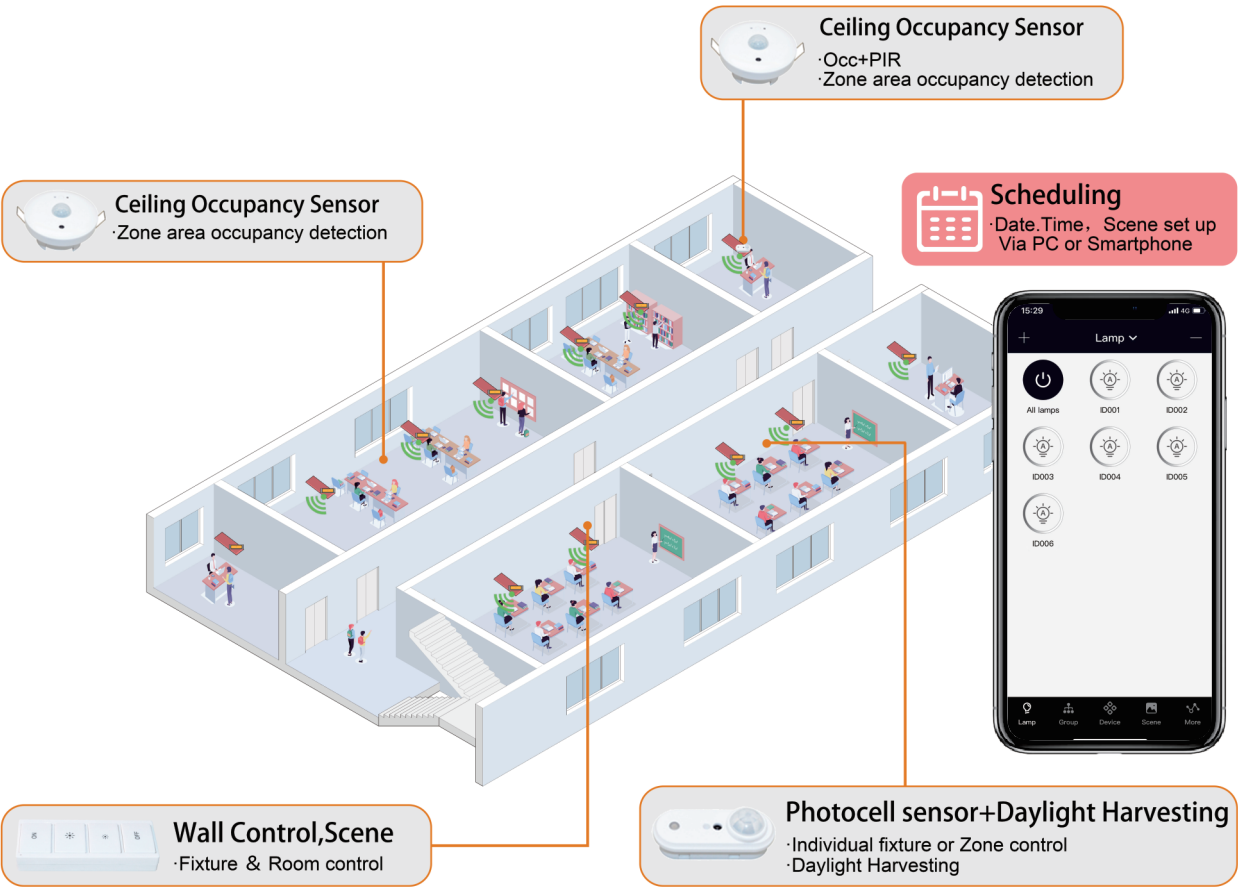 Ceiling Occupancy Sensor
·Occ+PIR
·Zone area occupancy detection
Ceiling Occupancy Sensor
·Zone area occupancy detection
Scheduling
·Date.Time，Scene set up
Via PC or Smartphone
15:29
4G
+ Lamp —
All lamps
ID001
ID002
ID003
ID004
ID005
ID006
Lamp
Group
Device
Scene
More
ON
OFF
Wall Control,Scene
·Fixture & Room control
Photocell sensor+Daylight Harvesting
·Individual fixture or Zone control
·Daylight Harvesting